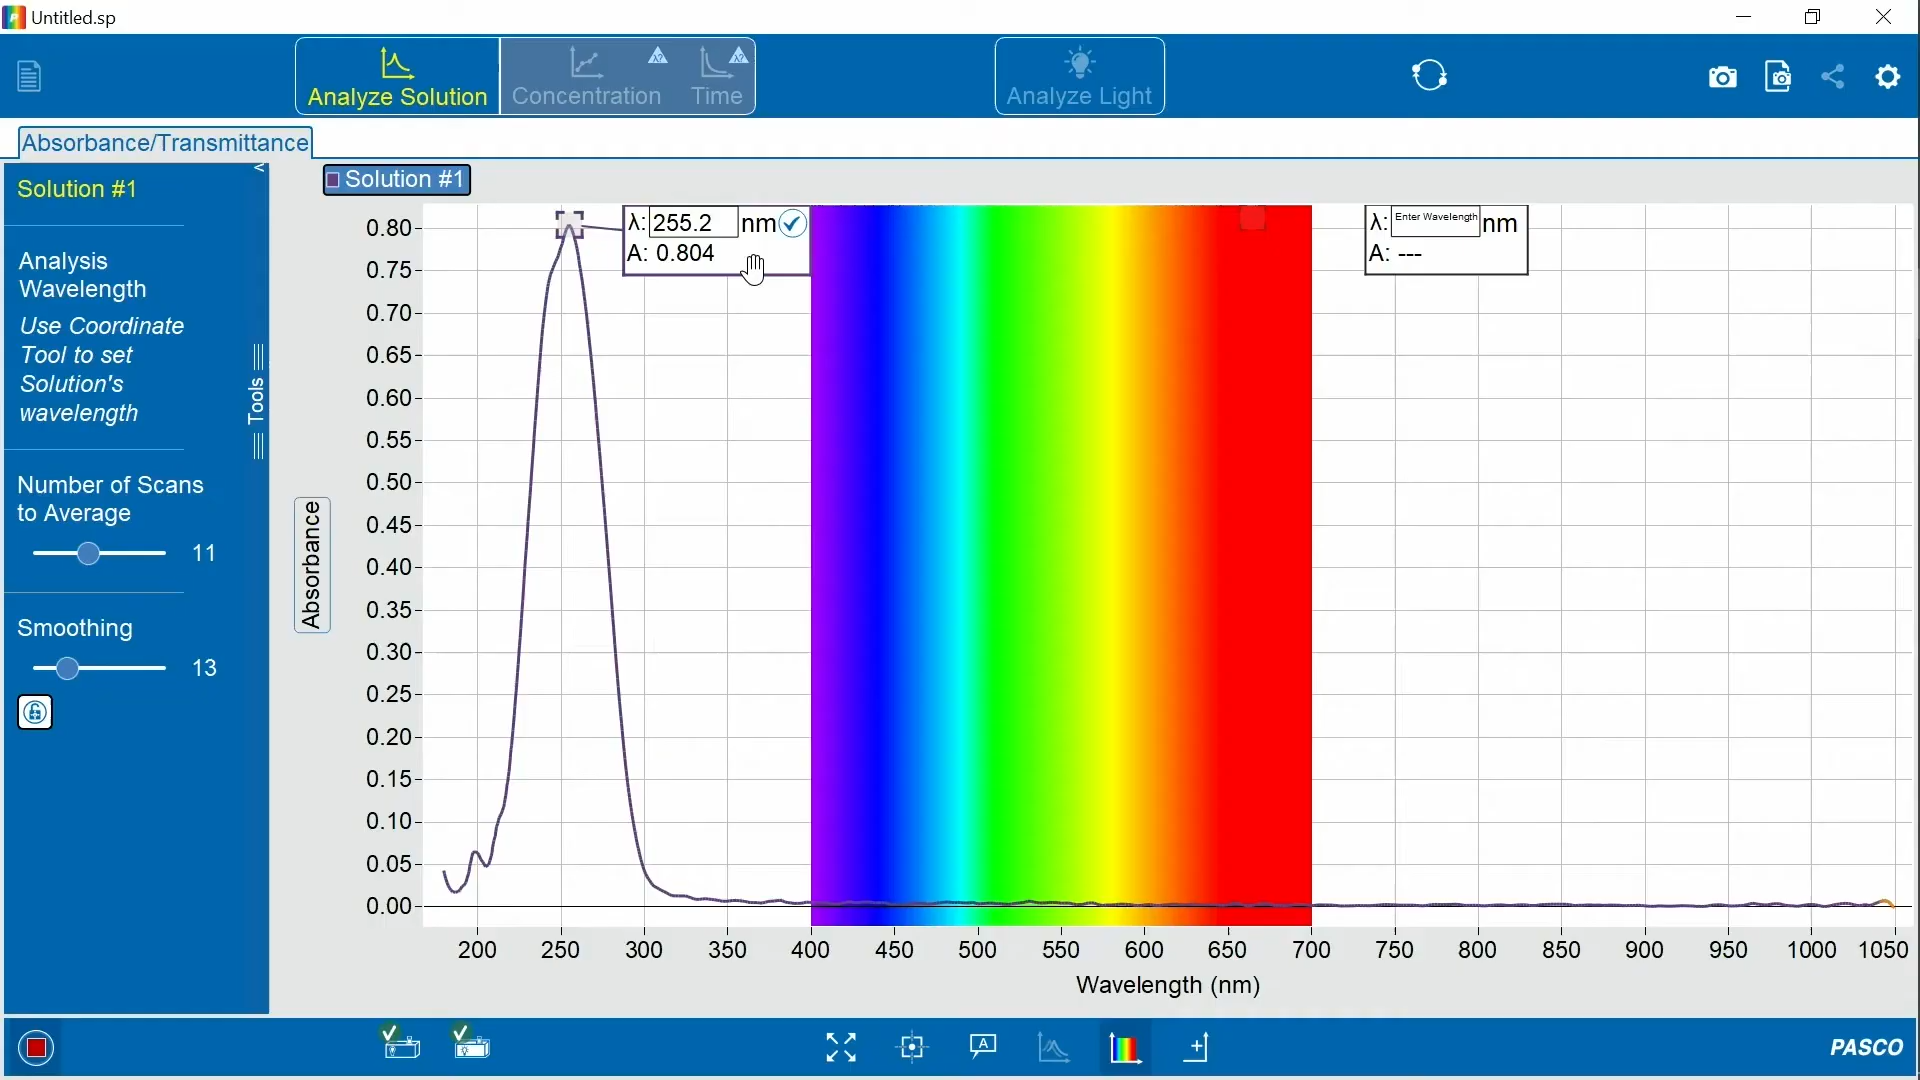 Untitled.sp
Analyze Solution
Concentration
Time
Analyze Light
Absorbance/Transmittance
Solution #1
Analysis
Wavelength
Use Coordinate
Tool to set
Solution's
wavelength
Number of Scans
to Average
11
Smoothing
13
Tools
Solution #1
λ: 255.2 nm
A: 0.804
λ: Enter Wavelength nm
A: ---
0.80
0.75
0.70
0.65
0.60
0.55
0.50
0.45
0.40
0.35
0.30
0.25
0.20
0.15
0.10
0.05
0.00
Absorbance
200 250 300 350 400 450 500 550 600 650 700 750 800 850 900 950 1000 1050
Wavelength (nm)
A
PASCO